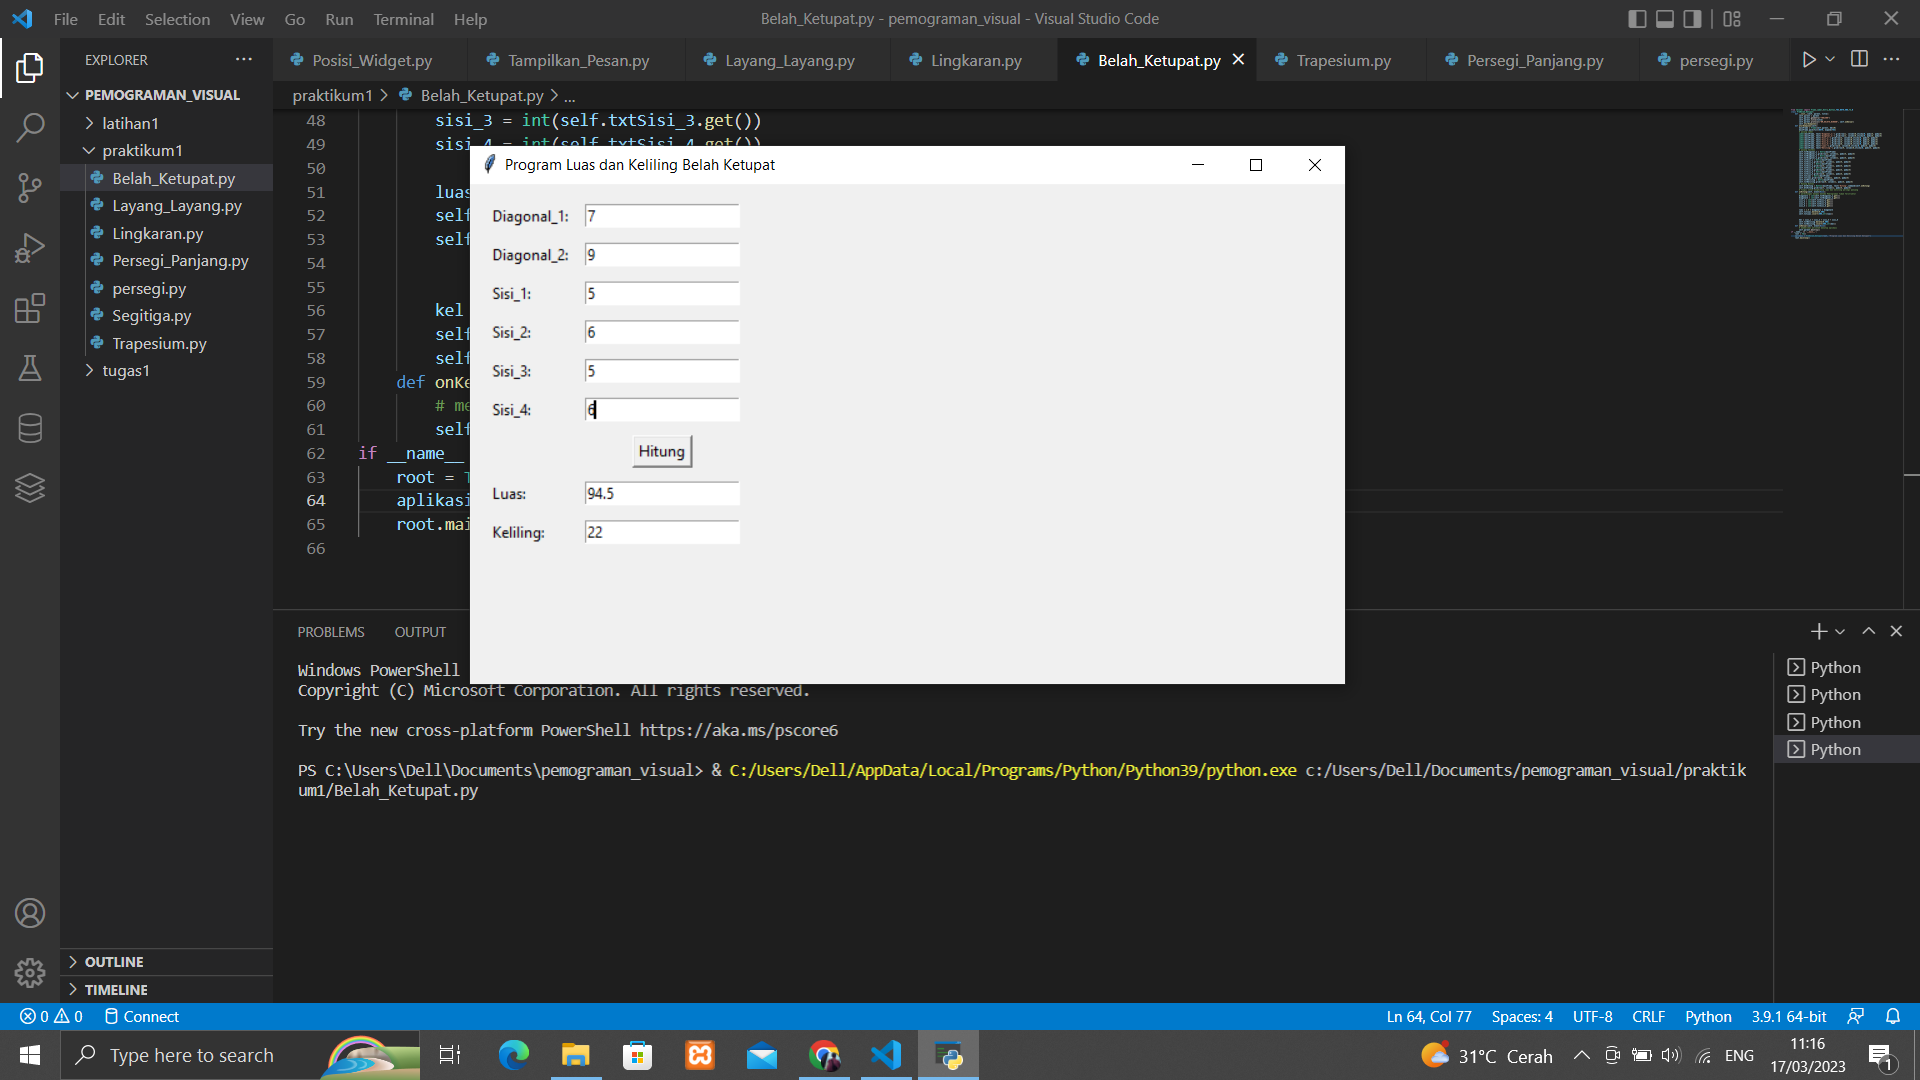 File Edit Selection View Go Run Terminal Help
Belah_Ketupat.py - pemograman_visual - Visual Studio Code
EXPLORER
PEMOGRAMAN_VISUAL
latihan1
praktikum1
Belah_Ketupat.py
Layang_Layang.py
Lingkaran.py
Persegi_Panjang.py
persegi.py
Segitiga.py
Trapesium.py
tugas1
OUTLINE
TIMELINE
Posisi_Widget.py Tampilkan_Pesan.py Layang_Layang.py Lingkaran.py Belah_Ketupat.py Trapesium.py Persegi_Panjang.py persegi.py
praktikum1 > Belah_Ketupat.py > ...
48 sisi_3 = int(self.txtSisi_3.get())
49 sisi_4 = int(self.txtSisi_4.get())
50
51 luas
52 self
53 self
54
55
56 kel
57 self
58 self
59 def onKe
60 # me
61 self
62 if __name__
63 root = T
64 aplikasi
65 root.mai
66
Program Luas dan Keliling Belah Ketupat
Diagonal_1: 7
Diagonal_2: 9
Sisi_1: 5
Sisi_2: 6
Sisi_3: 5
Sisi_4: 6
Hitung
Luas: 94.5
Keliling: 22
PROBLEMS OUTPUT
Windows PowerShell
Copyright (C) Microsoft Corporation. All rights reserved.
Try the new cross-platform PowerShell https://aka.ms/pscore6
PS C:\Users\Dell\Documents\pemograman_visual> & C:/Users/Dell/AppData/Local/Programs/Python/Python39/python.exe c:/Users/Dell/Documents/pemograman_visual/praktik
um1/Belah_Ketupat.py
Python
Python
Python
Python
0 0 Connect
Ln 64, Col 77 Spaces: 4 UTF-8 CRLF Python 3.9.1 64-bit
Type here to search
31°C Cerah
ENG
11:16
17/03/2023
1